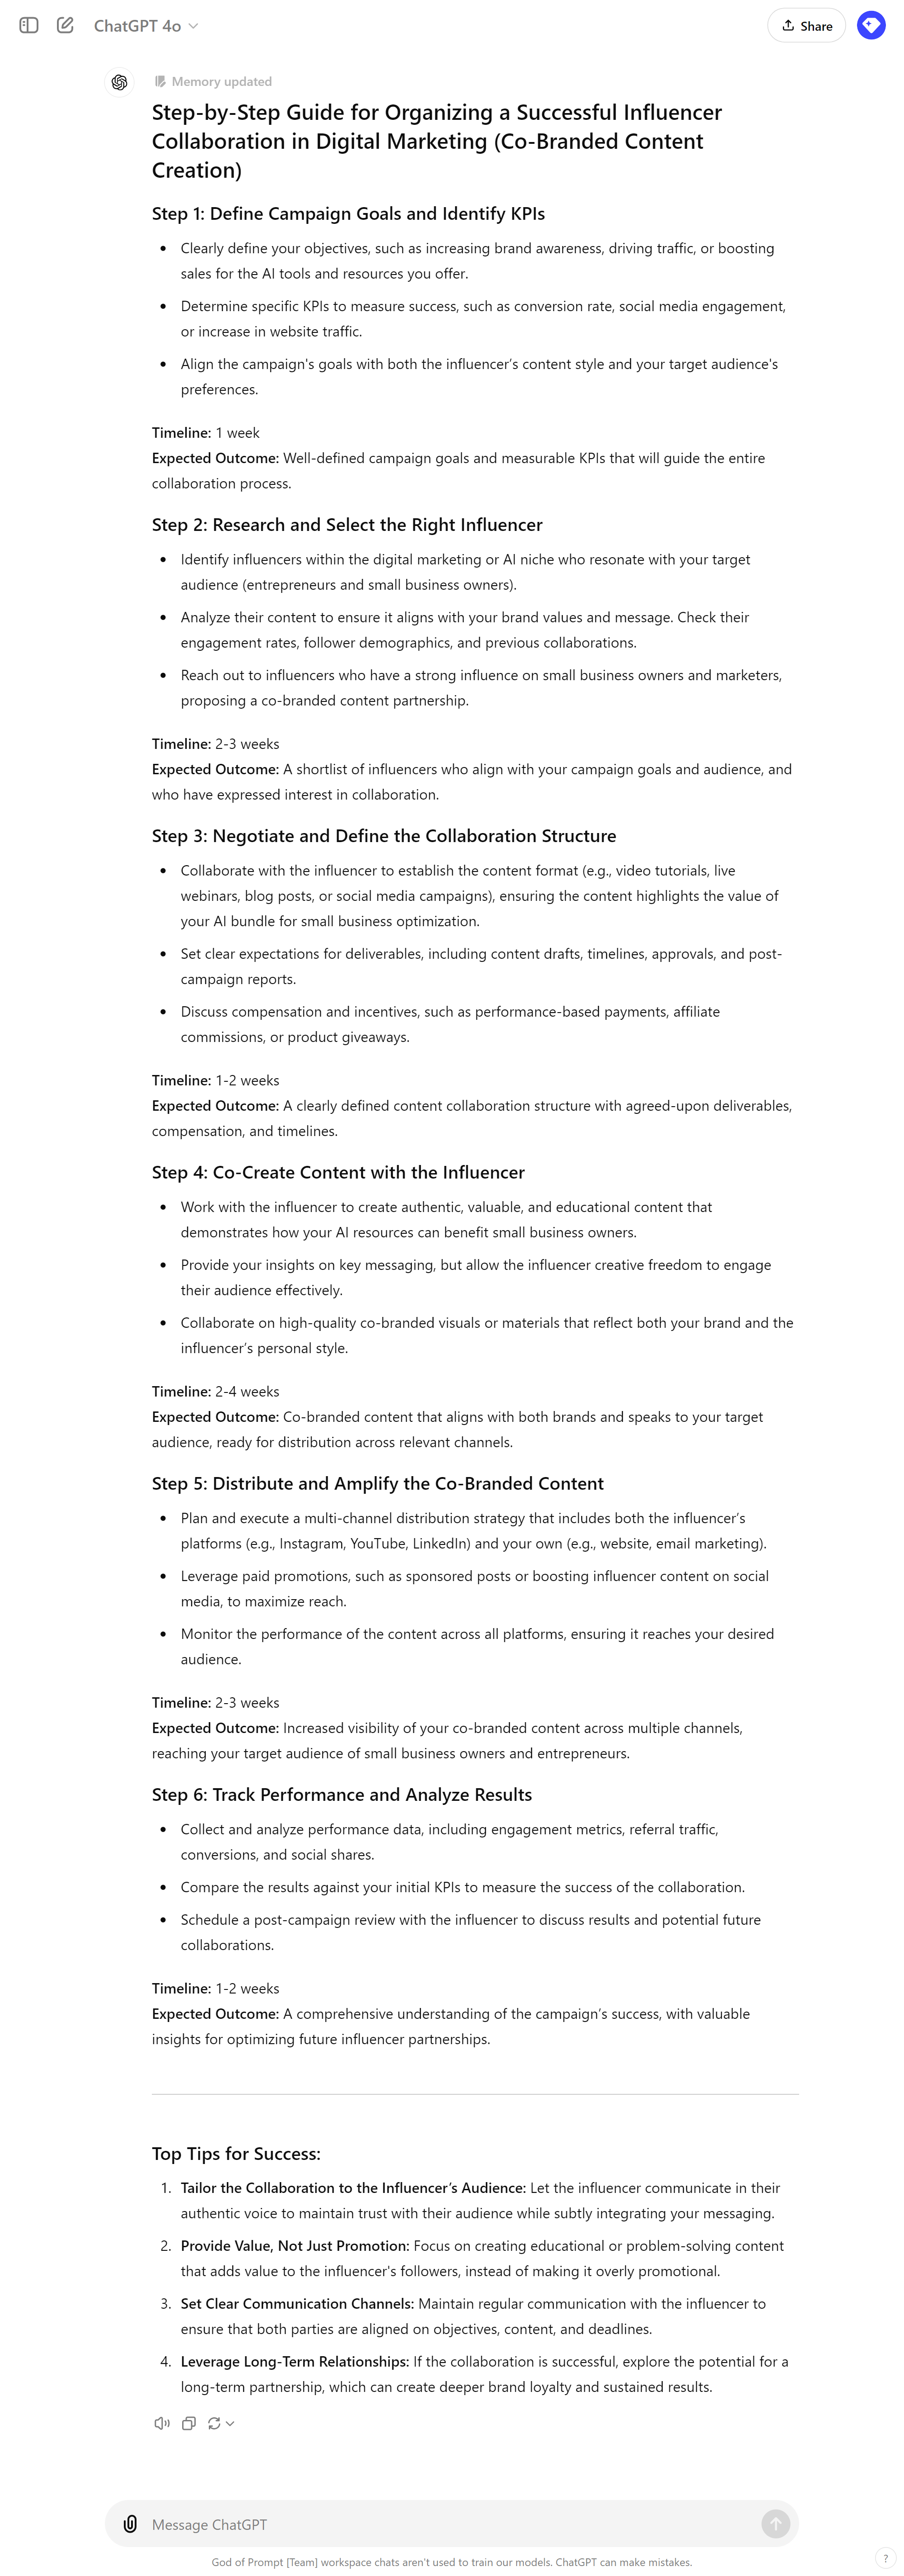 ChatGPT 4o
Share
Memory updated
Step-by-Step Guide for Organizing a Successful Influencer
Collaboration in Digital Marketing (Co-Branded Content
Creation)
Step 1: Define Campaign Goals and Identify KPIs
• Clearly define your objectives, such as increasing brand awareness, driving traffic, or boosting
sales for the AI tools and resources you offer.
• Determine specific KPIs to measure success, such as conversion rate, social media engagement,
or increase in website traffic.
• Align the campaign's goals with both the influencer’s content style and your target audience's
preferences.
Timeline: 1 week
Expected Outcome: Well-defined campaign goals and measurable KPIs that will guide the entire
collaboration process.
Step 2: Research and Select the Right Influencer
• Identify influencers within the digital marketing or AI niche who resonate with your target
audience (entrepreneurs and small business owners).
• Analyze their content to ensure it aligns with your brand values and message. Check their
engagement rates, follower demographics, and previous collaborations.
• Reach out to influencers who have a strong influence on small business owners and marketers,
proposing a co-branded content partnership.
Timeline: 2-3 weeks
Expected Outcome: A shortlist of influencers who align with your campaign goals and audience, and
who have expressed interest in collaboration.
Step 3: Negotiate and Define the Collaboration Structure
• Collaborate with the influencer to establish the content format (e.g., video tutorials, live
webinars, blog posts, or social media campaigns), ensuring the content highlights the value of
your AI bundle for small business optimization.
• Set clear expectations for deliverables, including content drafts, timelines, approvals, and post-
campaign reports.
• Discuss compensation and incentives, such as performance-based payments, affiliate
commissions, or product giveaways.
Timeline: 1-2 weeks
Expected Outcome: A clearly defined content collaboration structure with agreed-upon deliverables,
compensation, and timelines.
Step 4: Co-Create Content with the Influencer
• Work with the influencer to create authentic, valuable, and educational content that
demonstrates how your AI resources can benefit small business owners.
• Provide your insights on key messaging, but allow the influencer creative freedom to engage
their audience effectively.
• Collaborate on high-quality co-branded visuals or materials that reflect both your brand and the
influencer’s personal style.
Timeline: 2-4 weeks
Expected Outcome: Co-branded content that aligns with both brands and speaks to your target
audience, ready for distribution across relevant channels.
Step 5: Distribute and Amplify the Co-Branded Content
• Plan and execute a multi-channel distribution strategy that includes both the influencer’s
platforms (e.g., Instagram, YouTube, LinkedIn) and your own (e.g., website, email marketing).
• Leverage paid promotions, such as sponsored posts or boosting influencer content on social
media, to maximize reach.
• Monitor the performance of the content across all platforms, ensuring it reaches your desired
audience.
Timeline: 2-3 weeks
Expected Outcome: Increased visibility of your co-branded content across multiple channels,
reaching your target audience of small business owners and entrepreneurs.
Step 6: Track Performance and Analyze Results
• Collect and analyze performance data, including engagement metrics, referral traffic,
conversions, and social shares.
• Compare the results against your initial KPIs to measure the success of the collaboration.
• Schedule a post-campaign review with the influencer to discuss results and potential future
collaborations.
Timeline: 1-2 weeks
Expected Outcome: A comprehensive understanding of the campaign’s success, with valuable
insights for optimizing future influencer partnerships.
Top Tips for Success:
1. Tailor the Collaboration to the Influencer’s Audience: Let the influencer communicate in their
authentic voice to maintain trust with their audience while subtly integrating your messaging.
2. Provide Value, Not Just Promotion: Focus on creating educational or problem-solving content
that adds value to the influencer's followers, instead of making it overly promotional.
3. Set Clear Communication Channels: Maintain regular communication with the influencer to
ensure that both parties are aligned on objectives, content, and deadlines.
4. Leverage Long-Term Relationships: If the collaboration is successful, explore the potential for a
long-term partnership, which can create deeper brand loyalty and sustained results.
Message ChatGPT
God of Prompt [Team] workspace chats aren't used to train our models. ChatGPT can make mistakes.
?